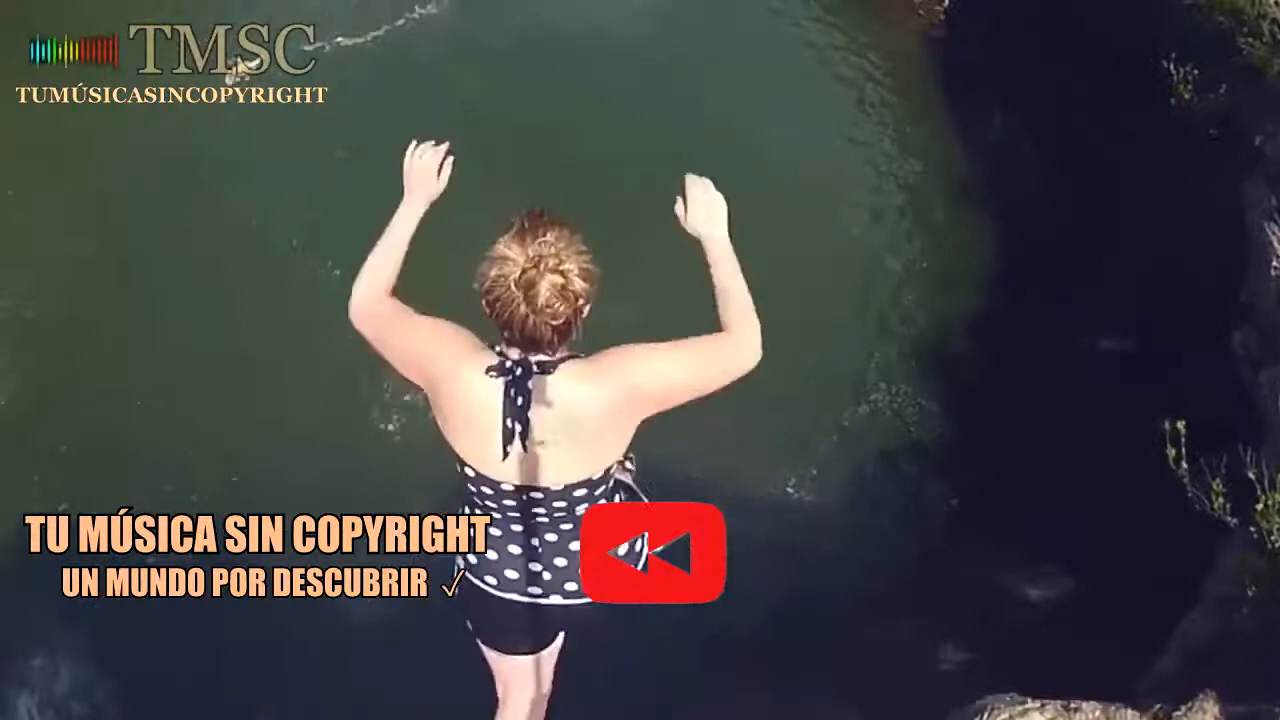 TMSC
TUMÚSICASINCOPYRIGHT
TU MÚSICA SIN COPYRIGHT
UN MUNDO POR DESCUBRIR ✓